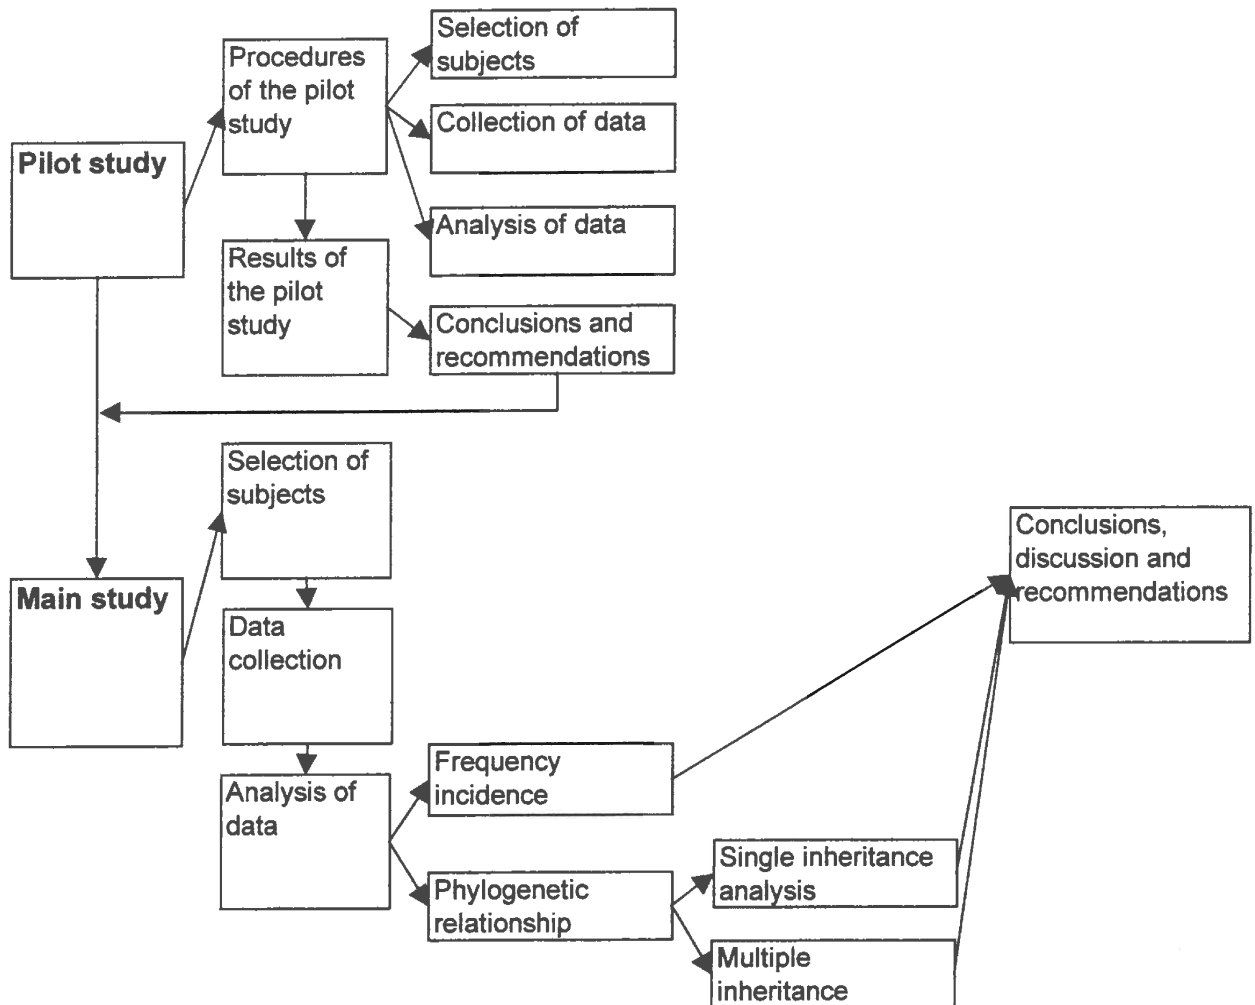 Pilot study
Procedures
of the pilot
study
Selection of
subjects
Collection of data
Analysis of data
Results of
the pilot
study
Conclusions and
recommendations
Main study
Selection of
subjects
Data
collection
Analysis of
data
Frequency
incidence
Phylogenetic
relationship
Single inheritance
analysis
Multiple
inheritance
Conclusions,
discussion and
recommendations